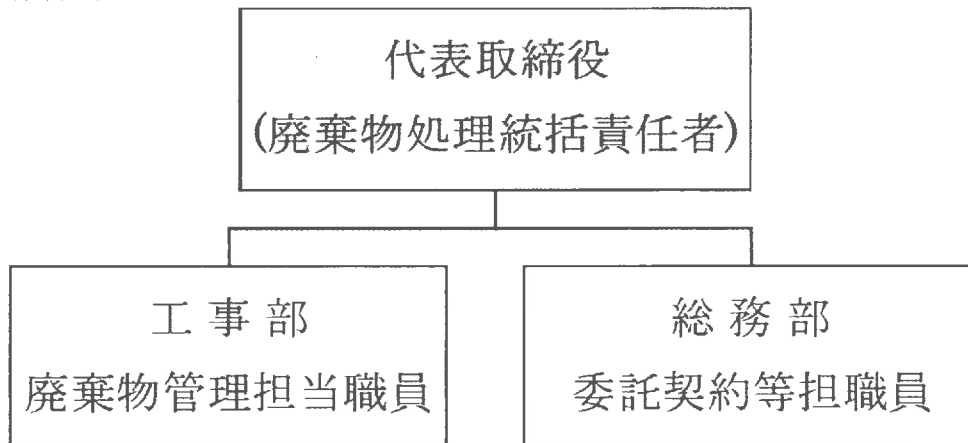 代表取締役
(廃棄物処理統括責任者)
工事部
廃棄物管理担当職員
総務部
委託契約等担職員